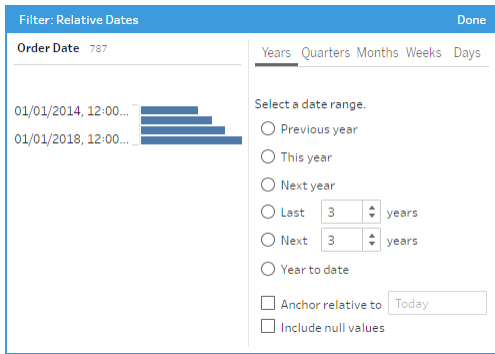 Filter: Relative Dates Done
Order Date 787
Years Quarters Months Weeks Days
01/01/2014, 12:00...
01/01/2018, 12:00...
Select a date range.
Previous year
This year
Next year
Last 3 years
Next 3 years
Year to date
Anchor relative to Today
Include null values